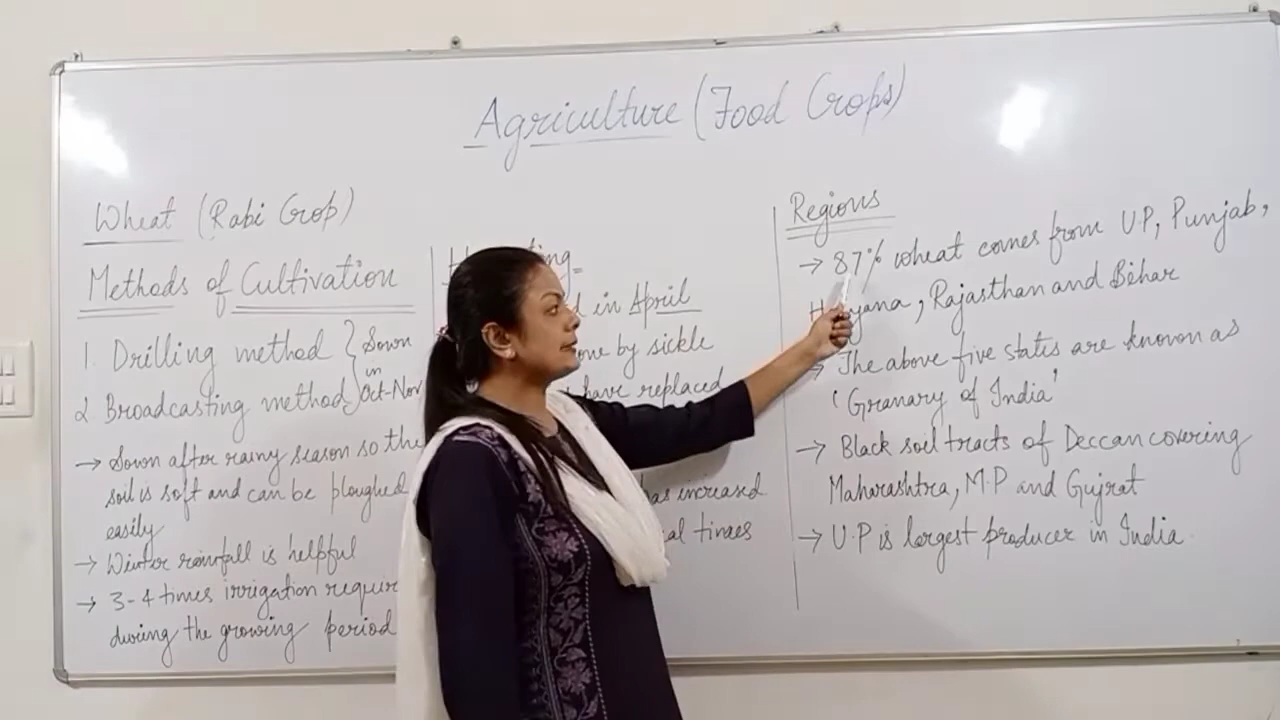 Agriculture (Food Crops)
Wheat (Rabi Crop)
Methods of Cultivation
1. Drilling method
2 Broadcasting method
Sown
in
Oct-Nov
→ Sown after rainy season so the
soil is soft and can be ploughed
easily
→ Winter rainfall is helpful
→ 3-4 times irrigation
during the growing period
in April
by sickle
have replaced
has increased
times
Regions
→ 87% wheat comes from U.P, Punjab,
Rajasthan and Bihar
→ The above five states are known as
'Granary of India'
→ Black soil tracts of Deccan covering
Maharashtra, M.P and Gujrat
→ U.P is largest producer in India.